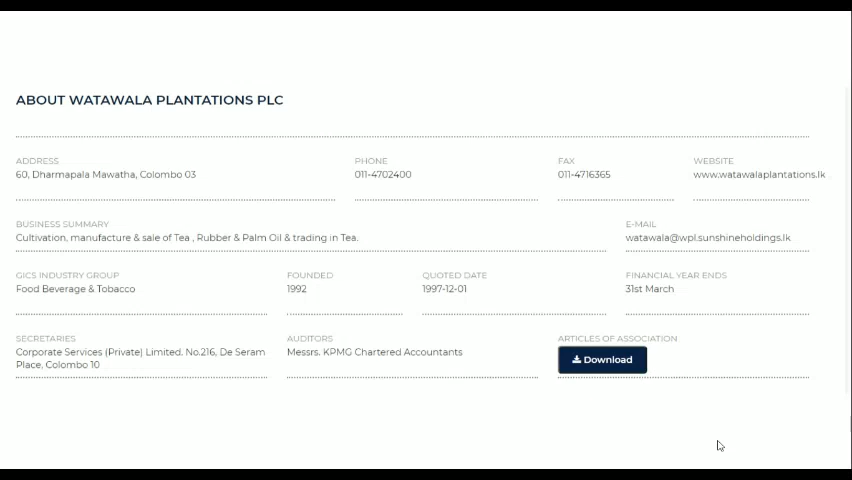 ABOUT WATAWALA PLANTATIONS PLC
ADDRESS
60, Dharmapala Mawatha, Colombo 03
PHONE
011-4702400
FAX
011-4716365
WEBSITE
www.watawalaplantations.lk
BUSINESS SUMMARY
Cultivation, manufacture & sale of Tea , Rubber & Palm Oil & trading in Tea.
E-MAIL
watawala@wpl.sunshineholdings.lk
GICS INDUSTRY GROUP
Food Beverage & Tobacco
FOUNDED
1992
QUOTED DATE
1997-12-01
FINANCIAL YEAR ENDS
31st March
SECRETARIES
Corporate Services (Private) Limited. No.216, De Seram
Place, Colombo 10
AUDITORS
Messrs. KPMG Chartered Accountants
ARTICLES OF ASSOCIATION
Download